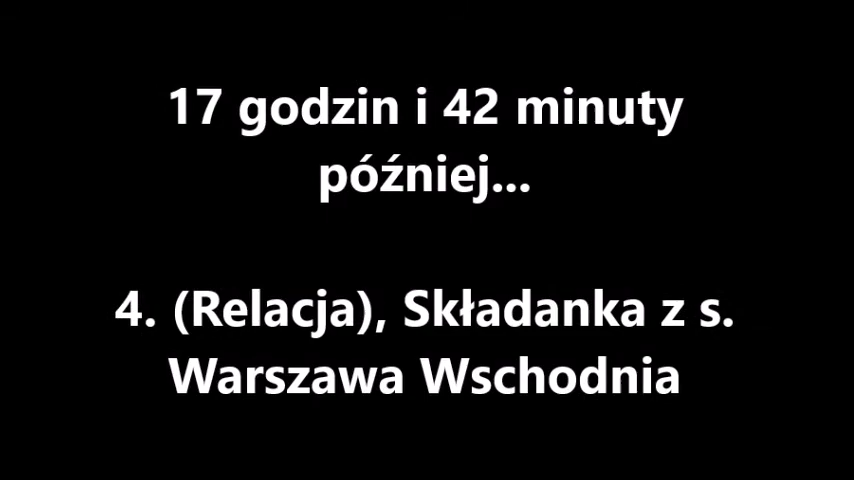 17 godzin i 42 minuty
później...
4. (Relacja), Składanka z s.
Warszawa Wschodnia